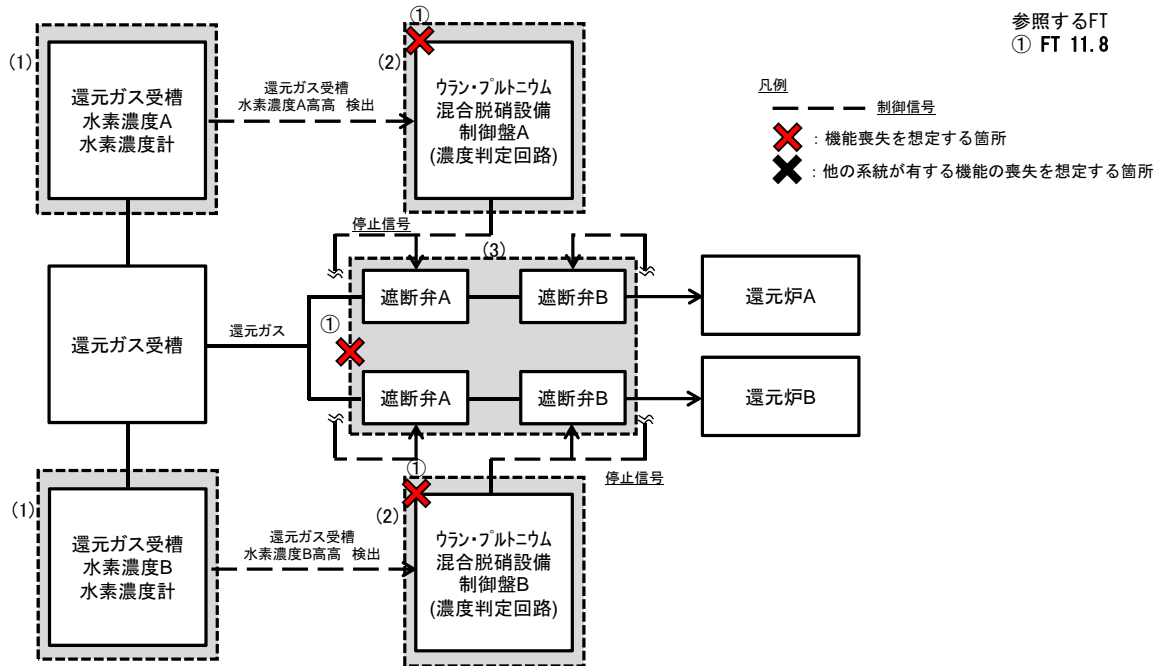 参照するFT
① FT 11.8
凡例
制御信号
：機能喪失を想定する箇所
：他の系統が有する機能の喪失を想定する箇所
(1)
還元ガス受槽
水素濃度A
水素濃度計
還元ガス受槽
水素濃度A高高 検出
①
(2)
ウラン・プルトニウム
混合脱硝設備
制御盤A
(濃度判定回路)
停止信号
(3)
還元ガス受槽
還元ガス
①
遮断弁A
遮断弁B
還元炉A
遮断弁A
遮断弁B
還元炉B
停止信号
(1)
還元ガス受槽
水素濃度B
水素濃度計
還元ガス受槽
水素濃度B高高 検出
①
(2)
ウラン・プルトニウム
混合脱硝設備
制御盤B
(濃度判定回路)